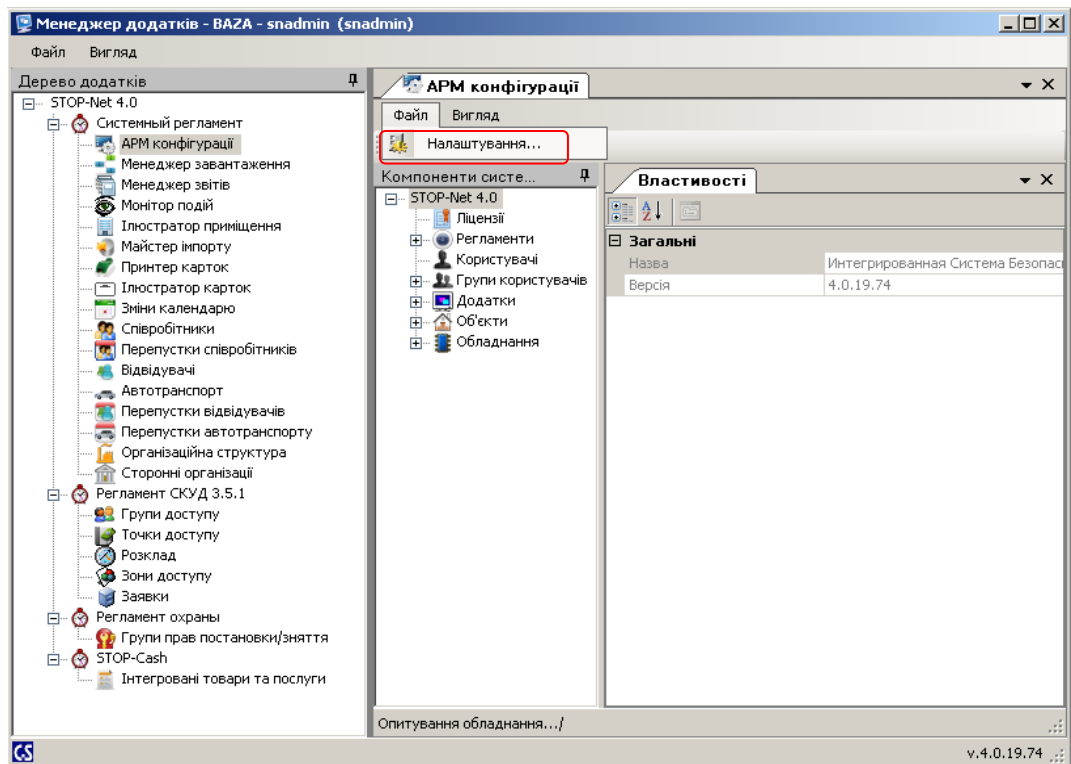 Менеджер додатків - BAZA - snadmin (snadmin)
Файл Вигляд
Дерево додатків
STOP-Net 4.0
Системный регламент
АРМ конфігурації
Менеджер завантаження
Менеджер звітів
Монітор подій
Ілюстратор приміщення
Майстер імпорту
Принтер карток
Ілюстратор карток
Зміни календарю
Співробітники
Перепустки співробітників
Відвідувачі
Автотранспорт
Перепустки відвідувачів
Перепустки автотранспорту
Організаційна структура
Сторонні організації
Регламент СКУД 3.5.1
Групи доступу
Точки доступу
Розклад
Зони доступу
Заявки
Регламент охраны
Групи прав постановки/зняття
STOP-Cash
Інтегровані товари та послуги
АРМ конфігурації
Файл Вигляд
Налаштування...
Компоненти систе...
STOP-Net 4.0
Ліцензії
Регламенти
Користувачі
Групи користувачів
Додатки
Об'єкти
Обладнання
Властивості
Загальні
Назва Интегрированная Система Безопас
Версія 4.0.19.74
Опитування обладнання.../
CS
v.4.0.19.74